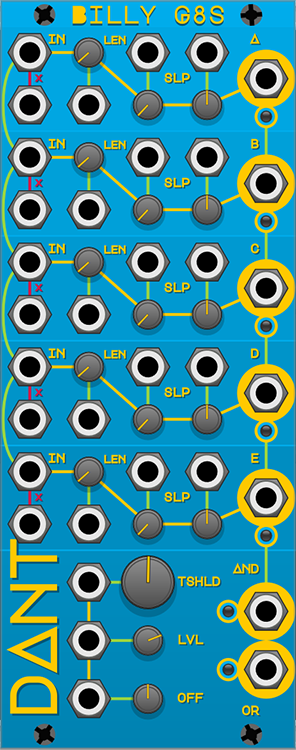 BILLY G8S
IN LEN A
X SLP
IN LEN B
X SLP
IN LEN C
X SLP
IN LEN D
X SLP
IN LEN E
X SLP
AND
TSHLD
LVL
OFF
OR
DANT